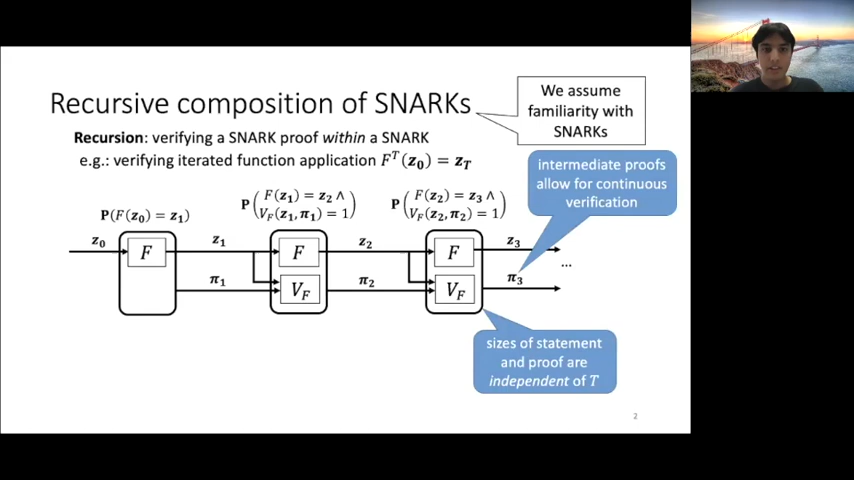 Recursive composition of SNARKs
We assume
familiarity with
SNARKs
Recursion: verifying a SNARK proof within a SNARK
e.g.: verifying iterated function application F^T(z_0) = z_T
intermediate proofs
allow for continuous
verification
P(F(z_0) = z_1)
P(F(z_1) = z_2 ∧
V_F(z_1, π_1) = 1)
P(F(z_2) = z_3 ∧
V_F(z_2, π_2) = 1)
z_0 F z_1 F z_2 F z_3
...
π_1 V_F π_2 V_F π_3
sizes of statement
and proof are
independent of T
2